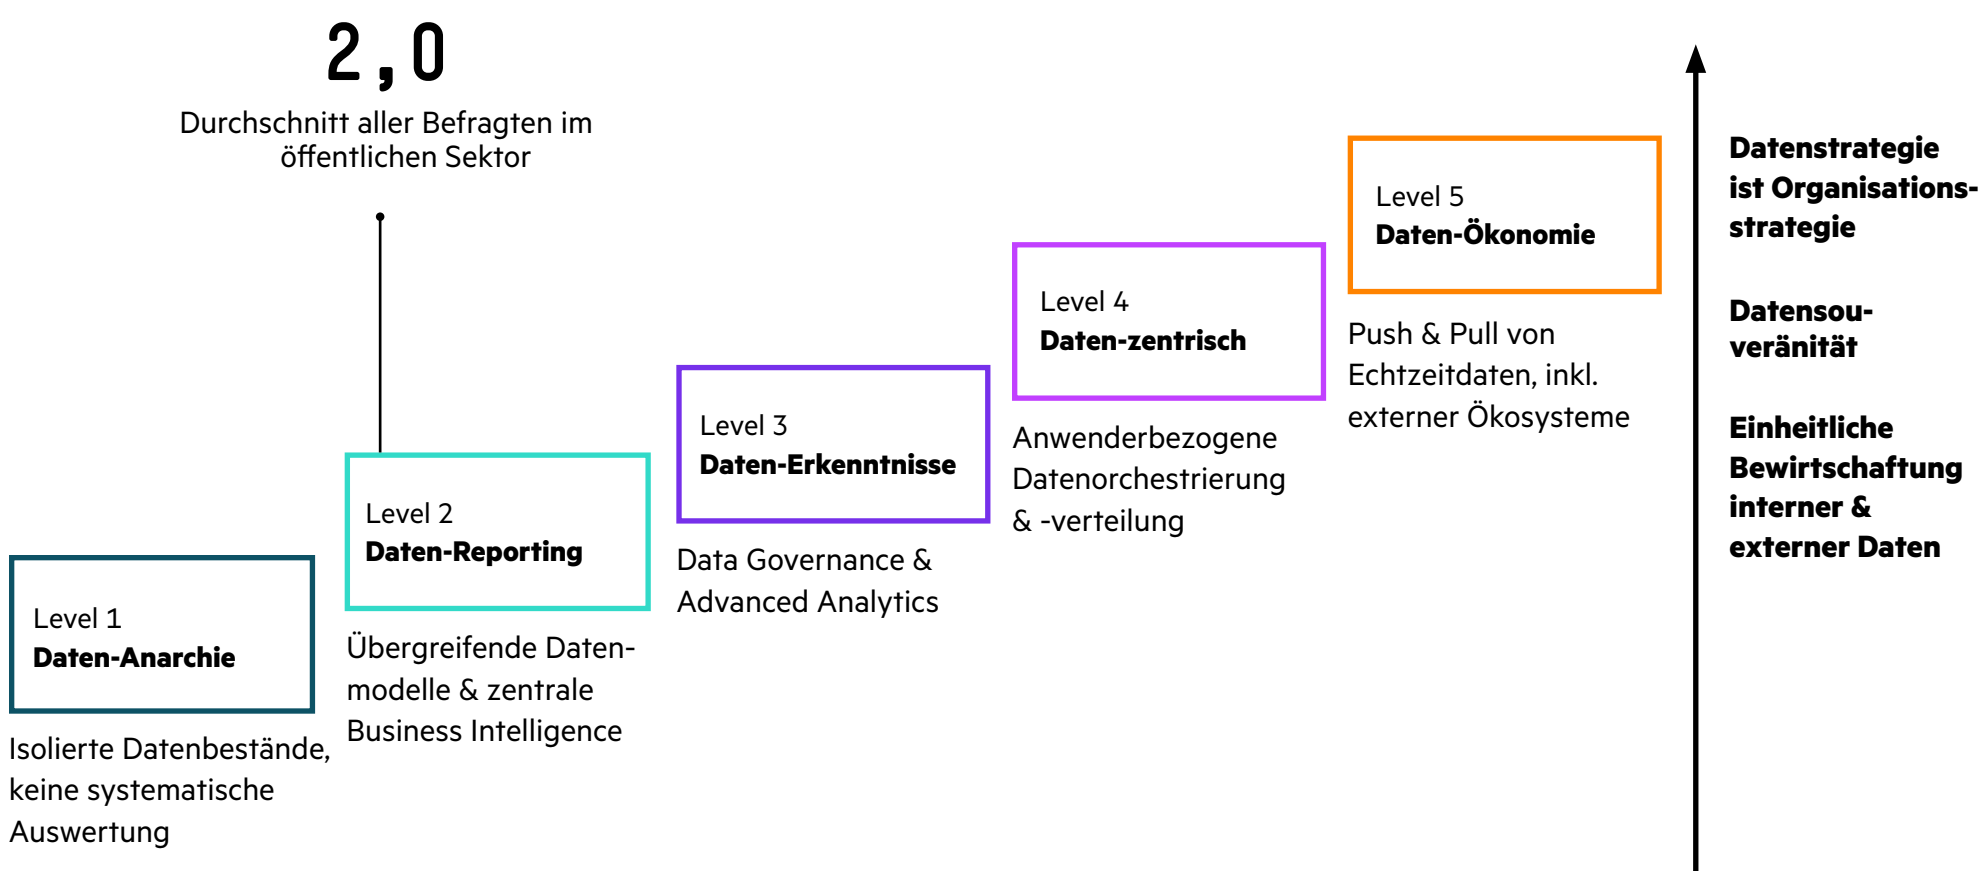 2,0
Durchschnitt aller Befragten im
öffentlichen Sektor
Level 1
Daten-Anarchie
Isolierte Datenbestände,
keine systematische
Auswertung
Level 2
Daten-Reporting
Übergreifende Daten-
modelle & zentrale
Business Intelligence
Level 3
Daten-Erkenntnisse
Data Governance &
Advanced Analytics
Level 4
Daten-zentrisch
Anwenderbezogene
Datenorchestrierung
& -verteilung
Level 5
Daten-Ökonomie
Push & Pull von
Echtzeitdaten, inkl.
externer Ökosysteme
Datenstrategie
ist Organisations-
strategie
Datensou-
veränität
Einheitliche
Bewirtschaftung
interner &
externer Daten